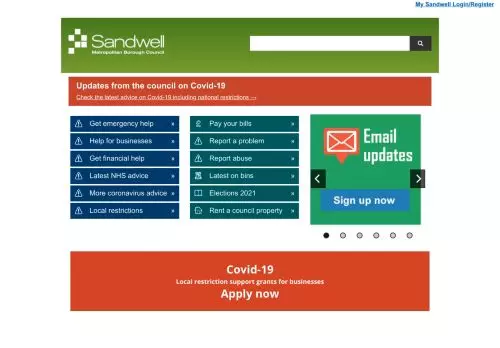 My Sandwell Login/Register
Sandwell
Metropolitan Borough Council
Updates from the council on Covid-19
Check the latest advice on Covid-19 including national restrictions →
Get emergency help »
Help for businesses »
Get financial help »
Latest NHS advice »
More coronavirus advice »
Local restrictions »
Pay your bills »
Report a problem »
Report abuse »
Latest on bins »
Elections 2021 »
Rent a council property »
Email
updates
Sign up now
Covid-19
Local restriction support grants for businesses
Apply now